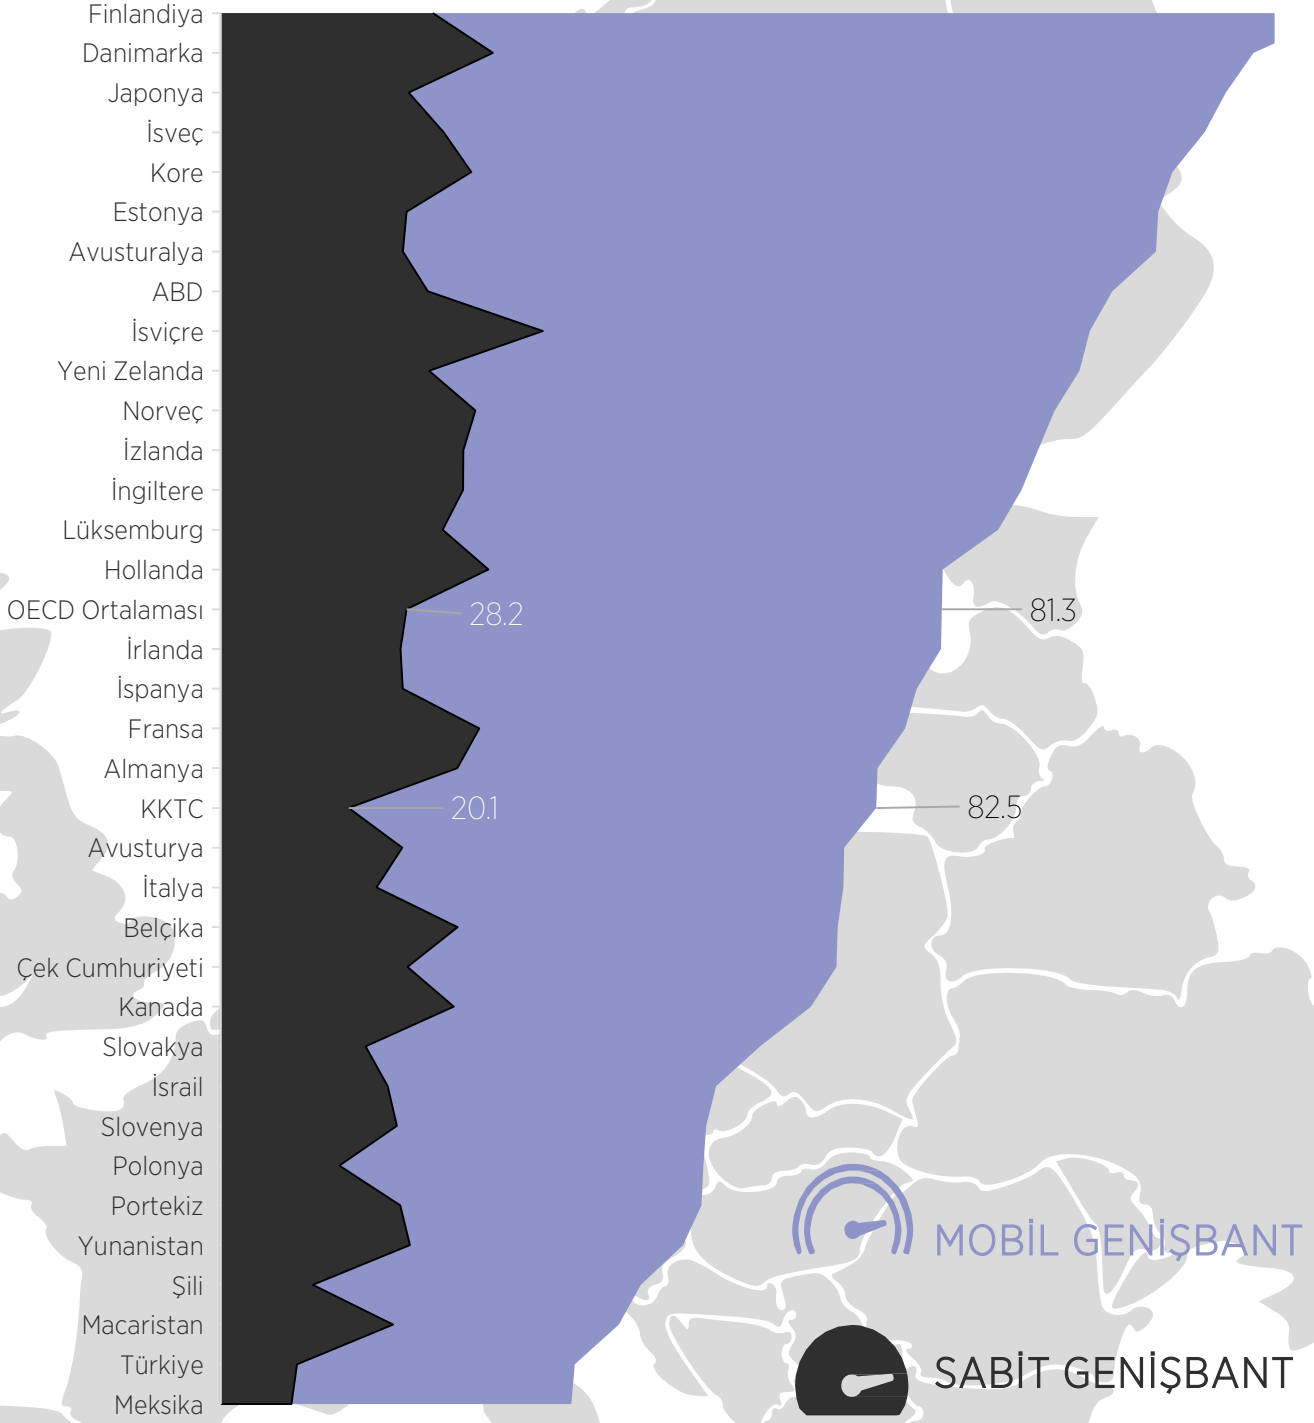 Finlandiya
Danimarka
Japonya
İsveç
Kore
Estonya
Avusturalya
ABD
İsviçre
Yeni Zelanda
Norveç
İzlanda
İngiltere
Lüksemburg
Hollanda
OECD Ortalaması 28.2 81.3
İrlanda
İspanya
Fransa
Almanya
KKTC 20.1 82.5
Avusturya
İtalya
Belçika
Çek Cumhuriyeti
Kanada
Slovakya
İsrail
Slovenya
Polonya
Portekiz
Yunanistan
MOBİL GENİŞBANT
Şili
Macaristan
Türkiye
SABİT GENİŞBANT
Meksika